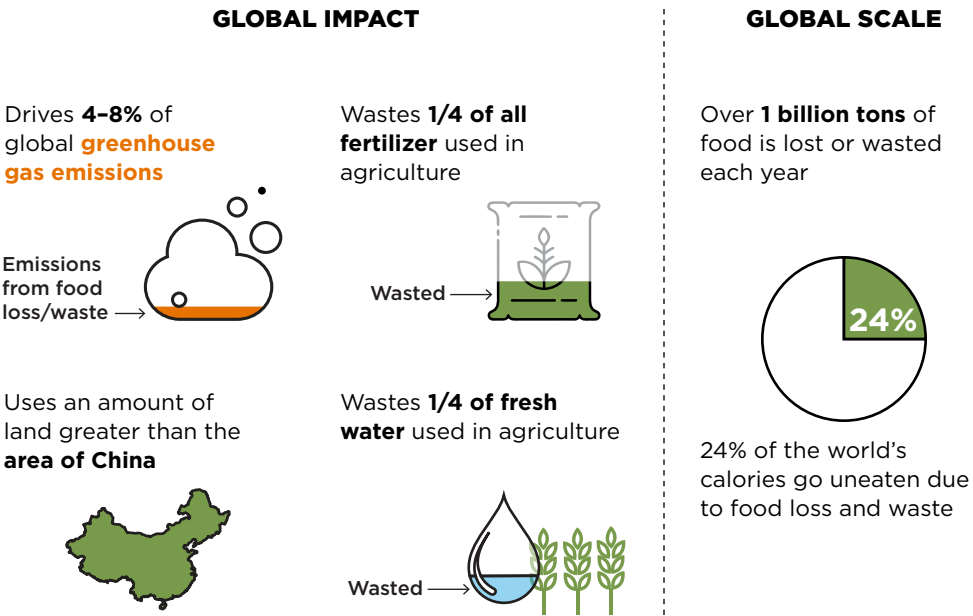 GLOBAL IMPACT
Drives 4–8% of
global greenhouse
gas emissions
Emissions
from food
loss/waste
Wastes 1/4 of all
fertilizer used in
agriculture
Wasted
Uses an amount of
land greater than the
area of China
Wastes 1/4 of fresh
water used in agriculture
Wasted
GLOBAL SCALE
Over 1 billion tons of
food is lost or wasted
each year
24%
24% of the world's
calories go uneaten due
to food loss and waste